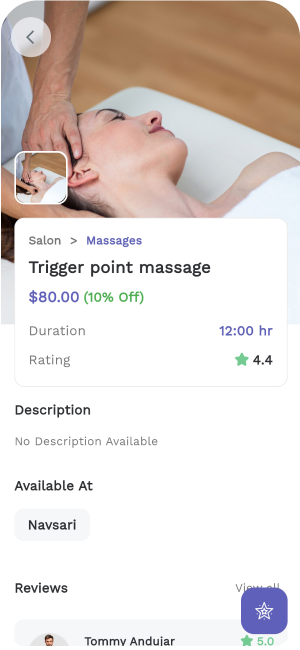 Salon > Massages
Trigger point massage
$80.00 (10% Off)
Duration 12:00 hr
Rating 4.4
Description
No Description Available
Available At
Navsari
Reviews View all
Tommy Andujar 5.0